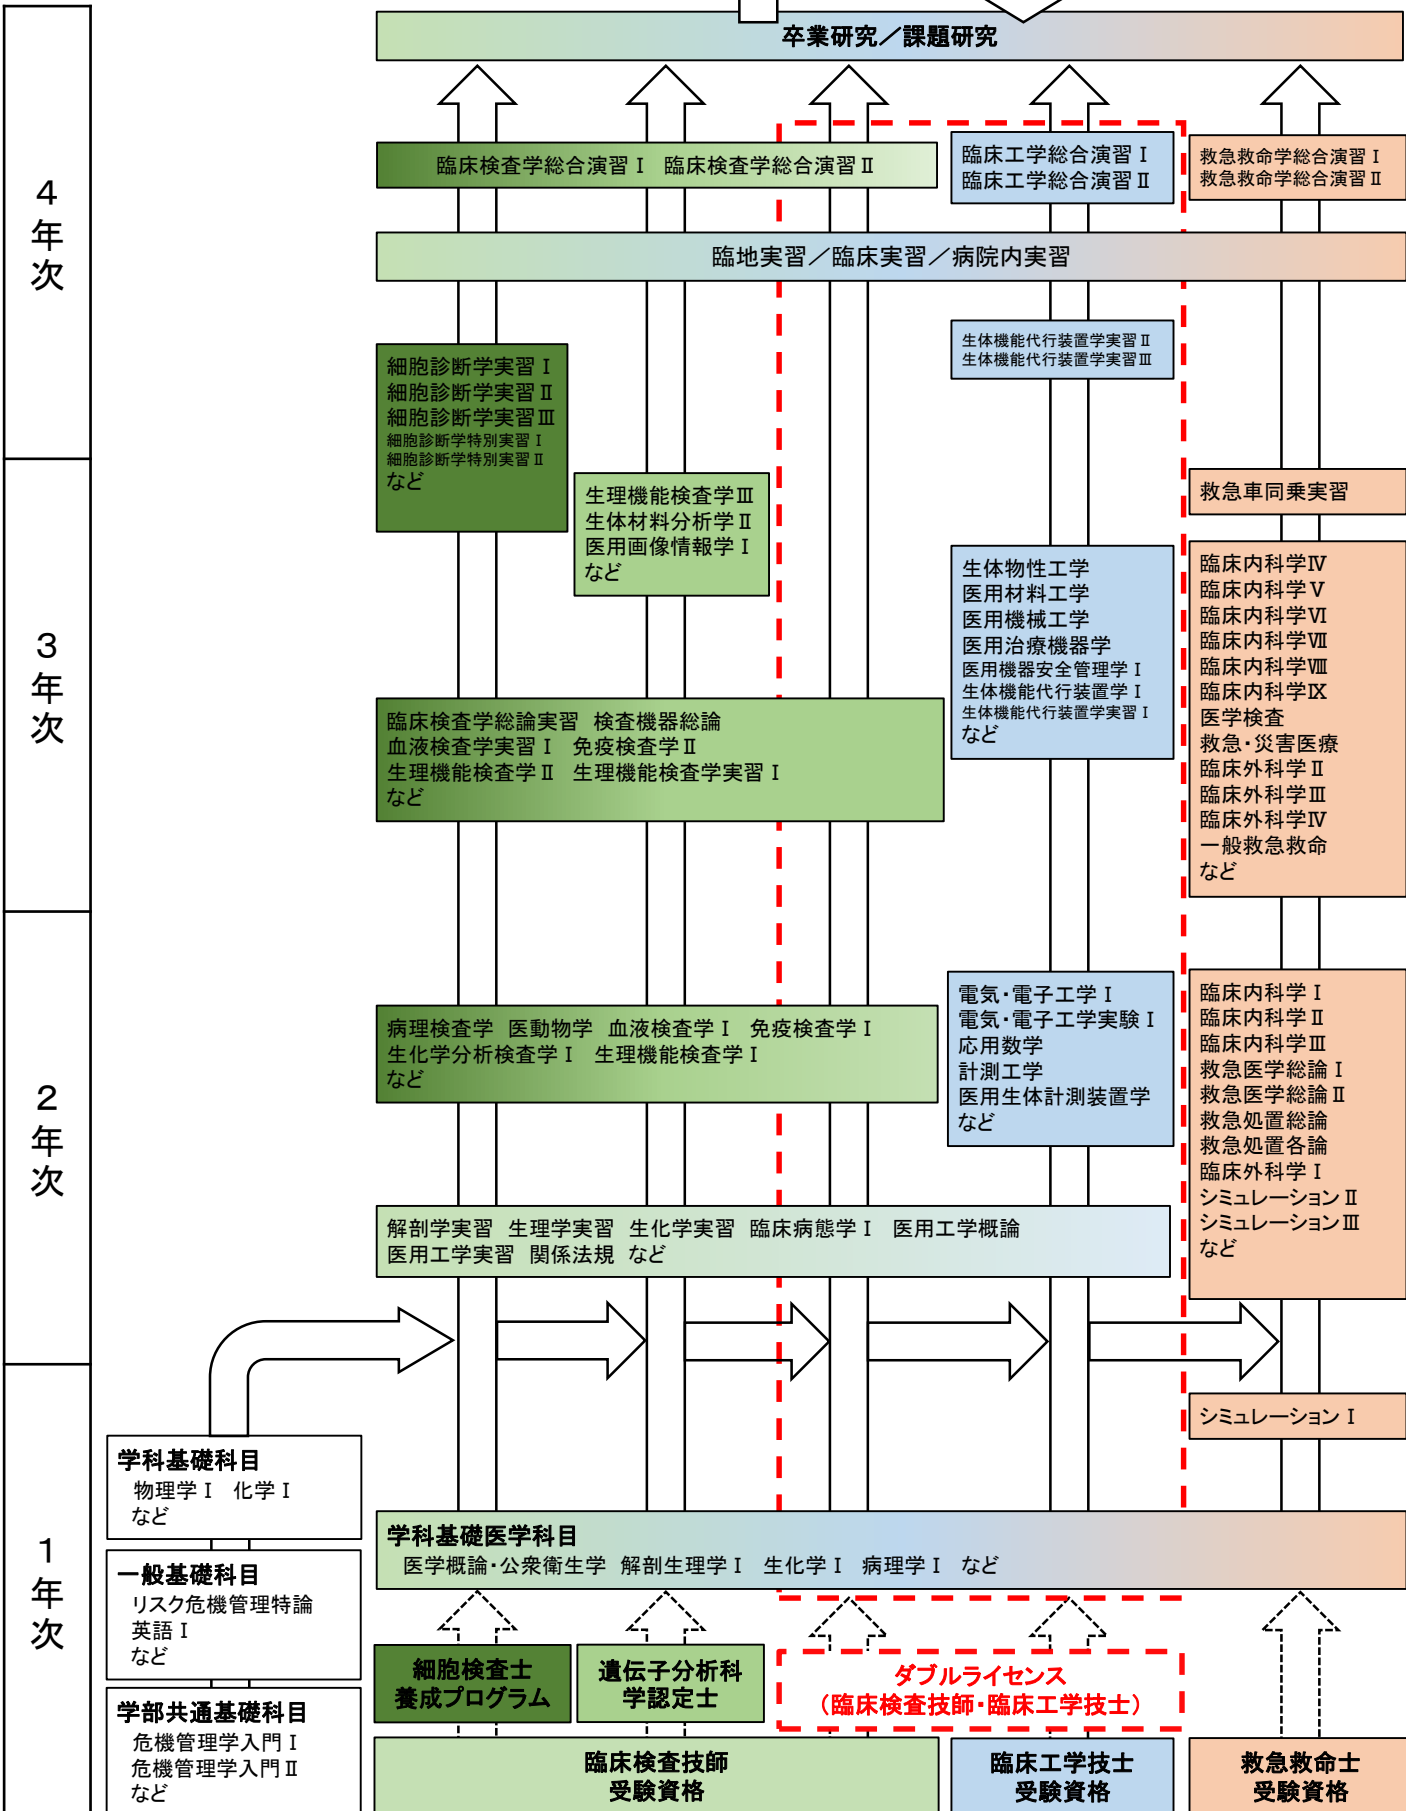 卒業研究／課題研究
4年次
臨床検査学総合演習Ⅰ 臨床検査学総合演習Ⅱ
臨床工学総合演習Ⅰ
臨床工学総合演習Ⅱ
救急救命学総合演習Ⅰ
救急救命学総合演習Ⅱ
臨地実習／臨床実習／病院内実習
細胞診断学実習Ⅰ
細胞診断学実習Ⅱ
細胞診断学実習Ⅲ
細胞診断学特別実習Ⅰ
細胞診断学特別実習Ⅱ
など
生体機能代行装置学実習Ⅱ
生体機能代行装置学実習Ⅲ
3年次
生理機能検査学Ⅲ
生体材料分析学Ⅱ
医用画像情報学Ⅰ
など
救急車同乗実習
生体物性工学
医用材料工学
医用機械工学
医用治療機器学
医用機器安全管理学Ⅰ
生体機能代行装置学Ⅰ
生体機能代行装置学実習Ⅰ
など
臨床内科学Ⅳ
臨床内科学Ⅴ
臨床内科学Ⅵ
臨床内科学Ⅶ
臨床内科学Ⅷ
臨床内科学Ⅸ
医学検査
救急・災害医療
臨床外科学Ⅱ
臨床外科学Ⅲ
臨床外科学Ⅳ
一般救急救命
など
臨床検査学総論実習 検査機器総論
血液検査学実習Ⅰ 免疫検査学Ⅱ
生理機能検査学Ⅱ 生理機能検査学実習Ⅰ
など
2年次
病理検査学 医動物学 血液検査学Ⅰ 免疫検査学Ⅰ
生化学分析検査学Ⅰ 生理機能検査学Ⅰ
など
電気・電子工学Ⅰ
電気・電子工学実験Ⅰ
応用数学
計測工学
医用生体計測装置学
など
臨床内科学Ⅰ
臨床内科学Ⅱ
臨床内科学Ⅲ
救急医学総論Ⅰ
救急医学総論Ⅱ
救急処置総論
救急処置各論
臨床外科学Ⅰ
シミュレーションⅡ
シミュレーションⅢ
など
解剖学実習 生理学実習 生化学実習 臨床病態学Ⅰ 医用工学概論
医用工学実習 関係法規 など
1年次
シミュレーションⅠ
学科基礎科目
物理学Ⅰ 化学Ⅰ
など
学科基礎医学科目
医学概論・公衆衛生学 解剖生理学Ⅰ 生化学Ⅰ 病理学Ⅰ など
一般基礎科目
リスク危機管理特論
英語Ⅰ
など
学部共通基礎科目
危機管理学入門Ⅰ
危機管理学入門Ⅱ
など
細胞検査士
養成プログラム
遺伝子分析科
学認定士
ダブルライセンス
（臨床検査技師・臨床工学技士）
臨床検査技師
受験資格
臨床工学技士
受験資格
救急救命士
受験資格